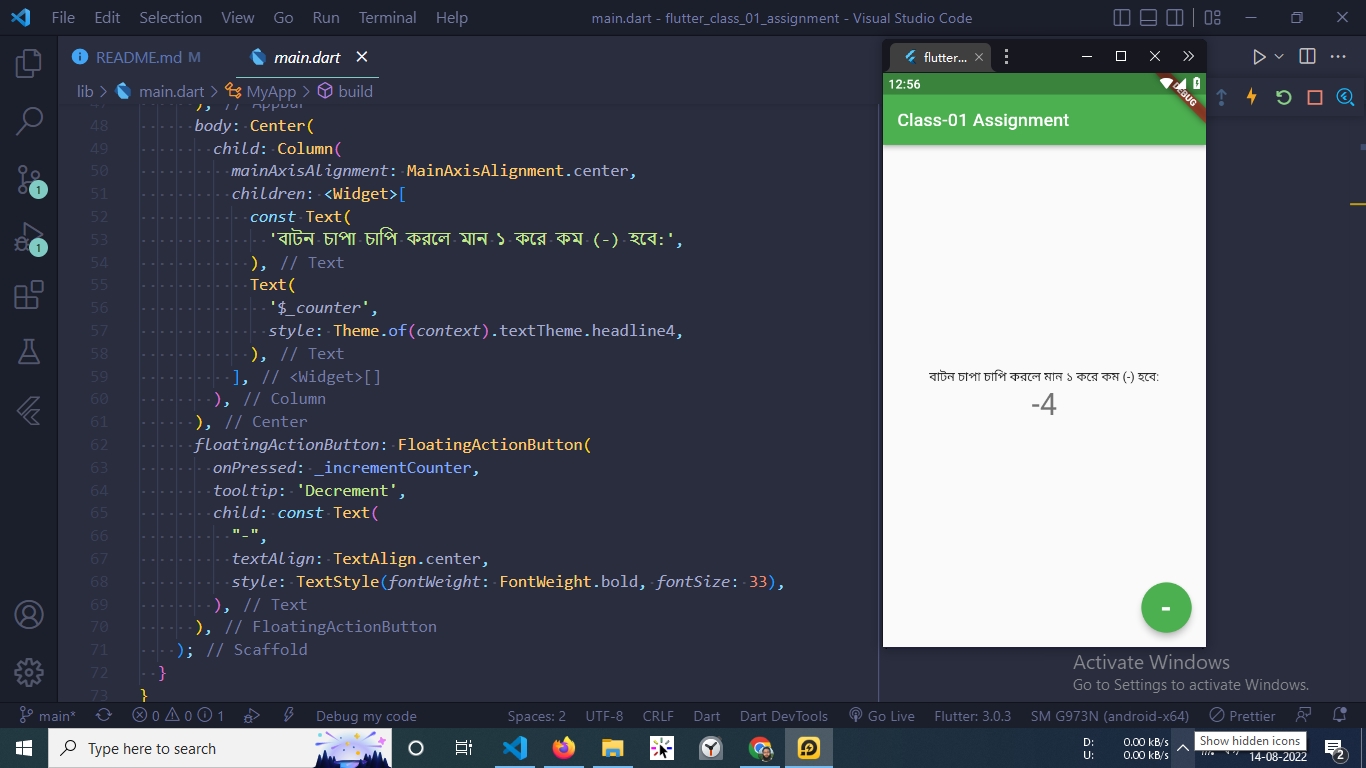 File Edit Selection View Go Run Terminal Help
main.dart - flutter_class_01_assignment - Visual Studio Code
README.md M
main.dart
lib > main.dart > MyApp > build
48 body: Center(
49 child: Column(
50 mainAxisAlignment: MainAxisAlignment.center,
51 children: <Widget>[
52 const Text(
53 'বাটন চাপা চাপি করলে মান ১ করে কম (-) হবে:',
54 ), // Text
55 Text(
56 '$_counter',
57 style: Theme.of(context).textTheme.headline4,
58 ), // Text
59 ], // <Widget>[]
60 ), // Column
61 ), // Center
62 floatingActionButton: FloatingActionButton(
63 onPressed: _incrementCounter,
64 tooltip: 'Decrement',
65 child: const Text(
66 "-",
67 textAlign: TextAlign.center,
68 style: TextStyle(fontWeight: FontWeight.bold, fontSize: 33),
69 ), // Text
70 ), // FloatingActionButton
71 ); // Scaffold
72 }
73 }
1
1
flutter...
12:56
DEBUG
Class-01 Assignment
বাটন চাপা চাপি করলে মান ১ করে কম (-) হবে:
-4
-
Activate Windows
Go to Settings to activate Windows.
main* 0 0 1 Debug my code Spaces: 2 UTF-8 CRLF Dart Dart DevTools Go Live Flutter: 3.0.3 SM G973N (android-x64) Prettier
Type here to search
D: 0.00 kB/s
U: 0.00 kB/s
Show hidden icons
14-08-2022
2